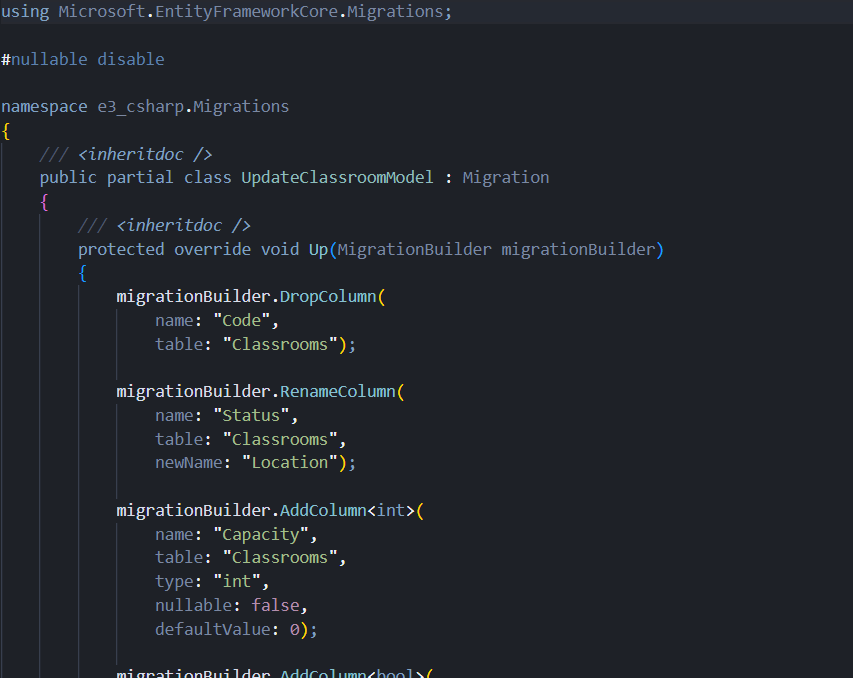 using Microsoft.EntityFrameworkCore.Migrations;
#nullable disable
namespace e3_csharp.Migrations
{
/// <inheritdoc />
public partial class UpdateClassroomModel : Migration
{
/// <inheritdoc />
protected override void Up(MigrationBuilder migrationBuilder)
{
migrationBuilder.DropColumn(
name: "Code",
table: "Classrooms");
migrationBuilder.RenameColumn(
name: "Status",
table: "Classrooms",
newName: "Location");
migrationBuilder.AddColumn<int>(
name: "Capacity",
table: "Classrooms",
type: "int",
nullable: false,
defaultValue: 0);
migrationBuilder.AddColumn<bool>(